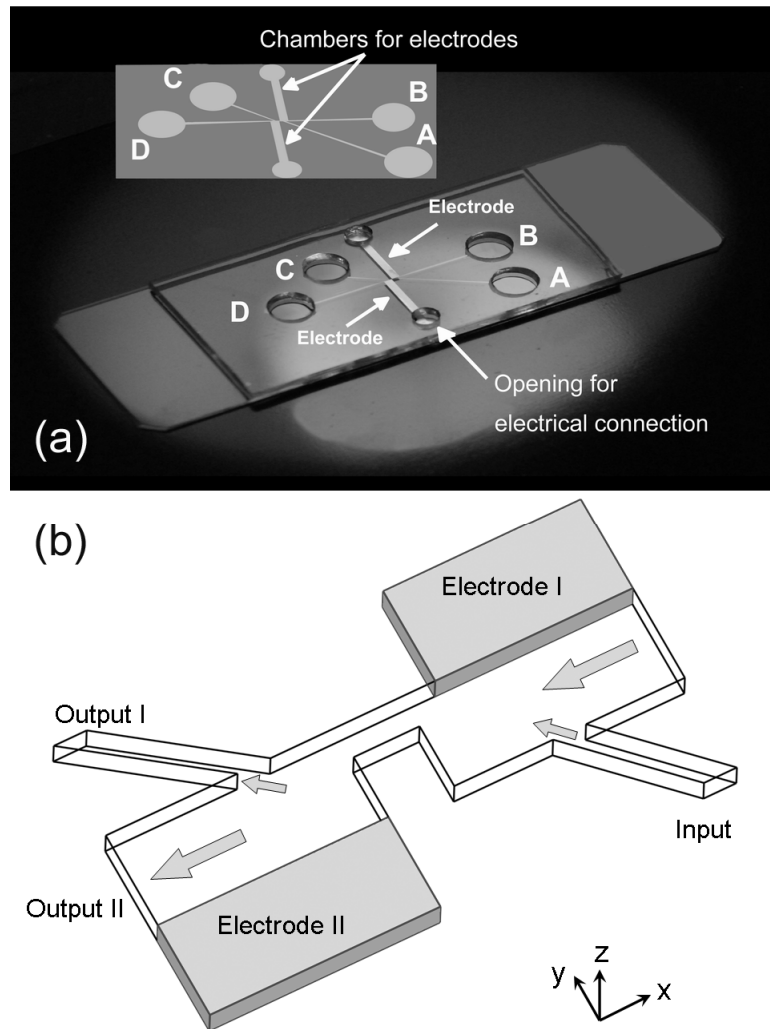 Chambers for electrodes
C
B
D
A
Electrode
B
C
A
D
Electrode
Opening for
electrical connection
(a)
(b)
Electrode I
Output I
Input
Output II
Electrode II
y
z
x